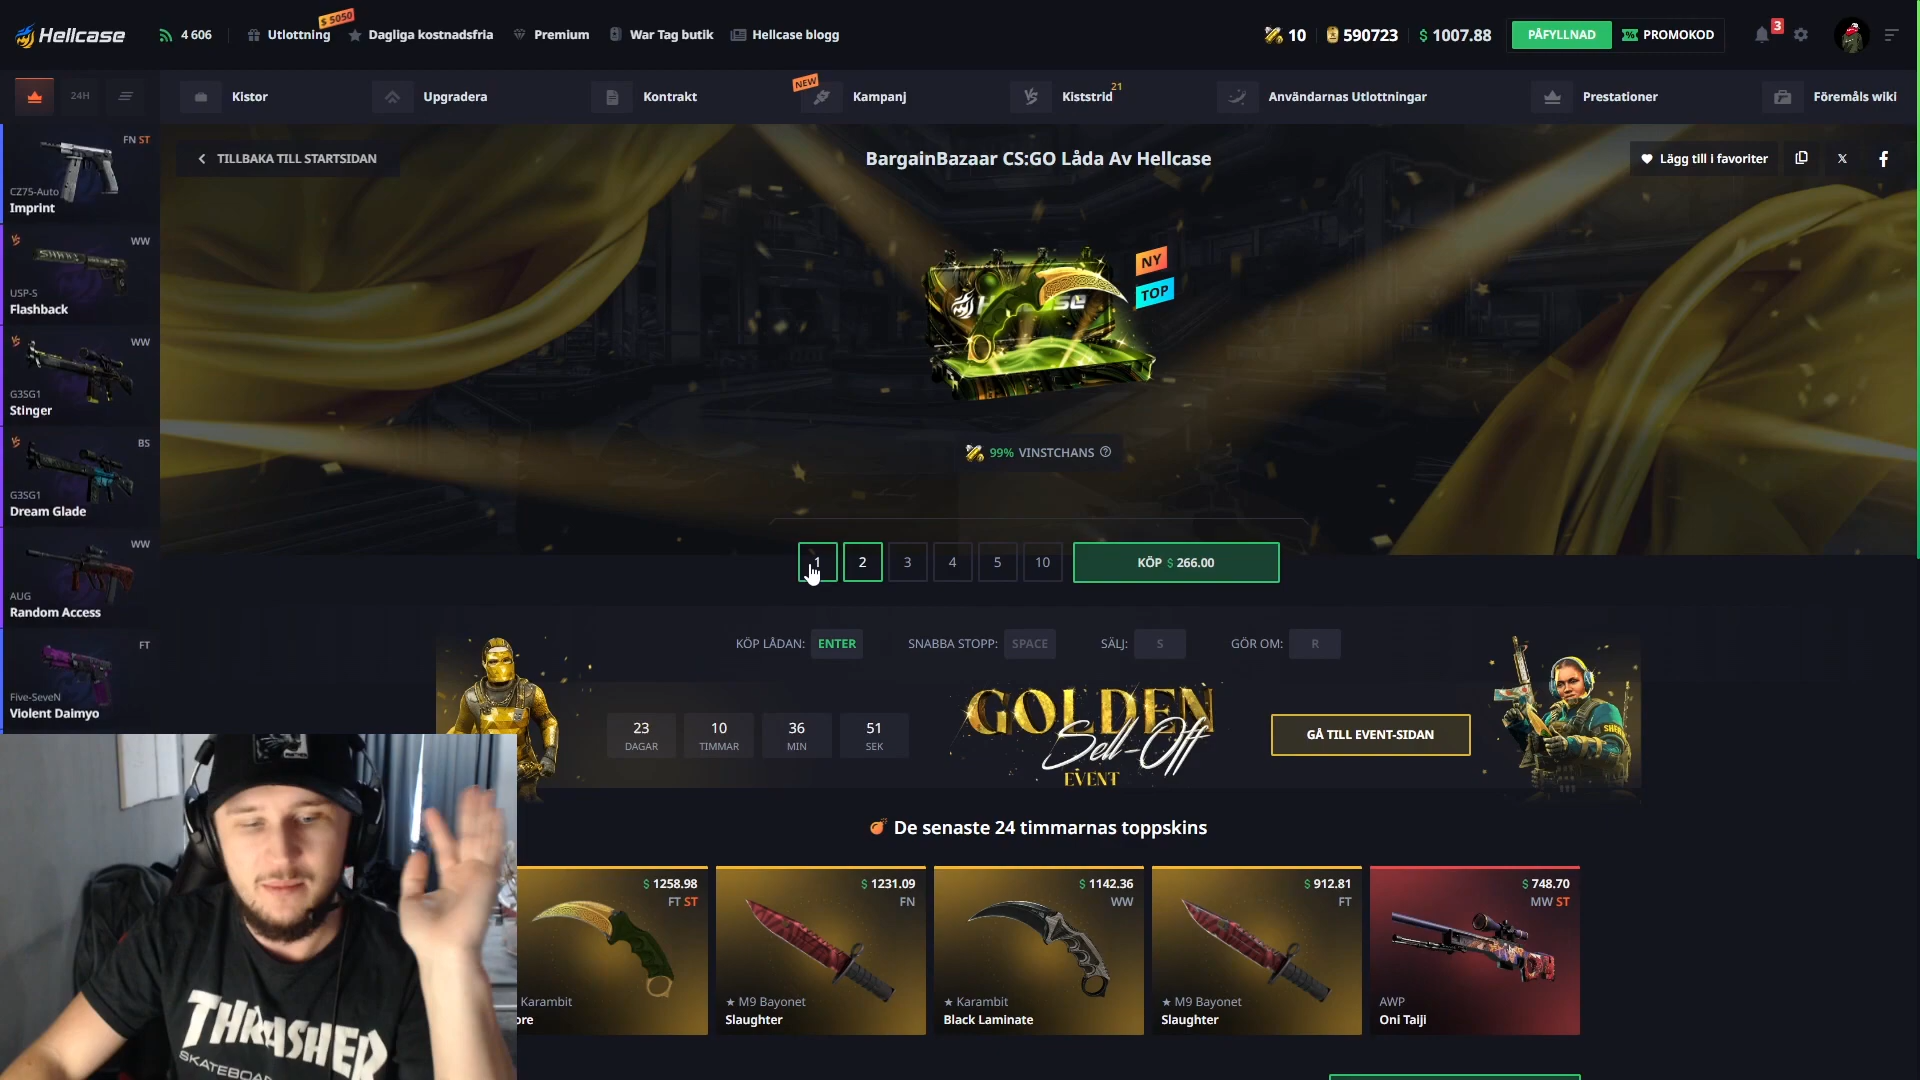 Hellcase
4 606
Utlottning
$ 5050
Dagliga kostnadsfria
Premium
War Tag butik
Hellcase blogg
10
590723
$ 1007.88
PÅFYLLNAD
PROMOKOD
3
24H
Kistor
Upgradera
Kontrakt
NEW
Kampanj
Kiststrid
21
Användarnas Utlottningar
Prestationer
Föremåls wiki
FN ST
CZ75-Auto
Imprint
WW
USP-S
Flashback
WW
G3SG1
Stinger
BS
G3SG1
Dream Glade
WW
AUG
Random Access
FT
Five-SeveN
Violent Daimyo
TILLBAKA TILL STARTSIDAN
BargainBazaar CS:GO Låda Av Hellcase
Lägg till i favoriter
NY
TOP
99% VINSTCHANS
1
2
3
4
5
10
KÖP $ 266.00
KÖP LÅDAN: ENTER
SNABBA STOPP: SPACE
SÄLJ: S
GÖR OM: R
23
DAGAR
10
TIMMAR
36
MIN
51
SEK
GOLDEN
Sell-Off
EVENT
GÅ TILL EVENT-SIDAN
De senaste 24 timmarnas toppskins
$ 1258.98
FT ST
Karambit
ore
$ 1231.09
FN
★ M9 Bayonet
Slaughter
$ 1142.36
WW
★ Karambit
Black Laminate
$ 912.81
FT
★ M9 Bayonet
Slaughter
$ 748.70
MW ST
AWP
Oni Taiji
THRASHER